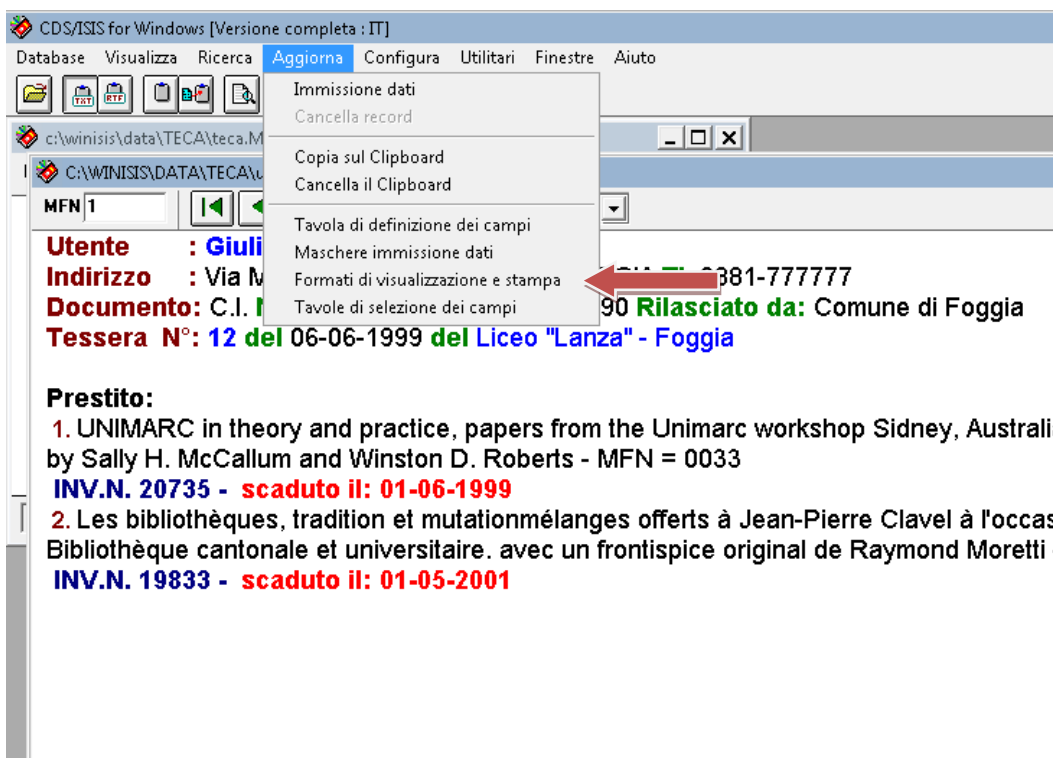 CDS/ISIS for Windows [Versione completa : IT]
Database Visualizza Ricerca Aggiorna Configura Utilitari Finestre Aiuto
TXT RTF
Immissione dati
Cancella record
Copia sul Clipboard
Cancella il Clipboard
Tavola di definizione dei campi
Maschere immissione dati
Formati di visualizzazione e stampa
Tavole di selezione dei campi
c:\winisis\data\TECA\teca.M
C:\WINISIS\DATA\TECA\u
MFN 1
Utente : Giuli
Indirizzo : Via 0881-777777
Documento: C.I. 90 Rilasciato da: Comune di Foggia
Tessera N°: 12 del 06-06-1999 del Liceo "Lanza" - Foggia
Prestito:
1. UNIMARC in theory and practice, papers from the Unimarc workshop Sidney, Australi
by Sally H. McCallum and Winston D. Roberts - MFN = 0033
INV.N. 20735 - scaduto il: 01-06-1999
2. Les bibliothèques, tradition et mutationmélanges offerts à Jean-Pierre Clavel à l'occas
Bibliothèque cantonale et universitaire. avec un frontispice original de Raymond Moretti
INV.N. 19833 - scaduto il: 01-05-2001